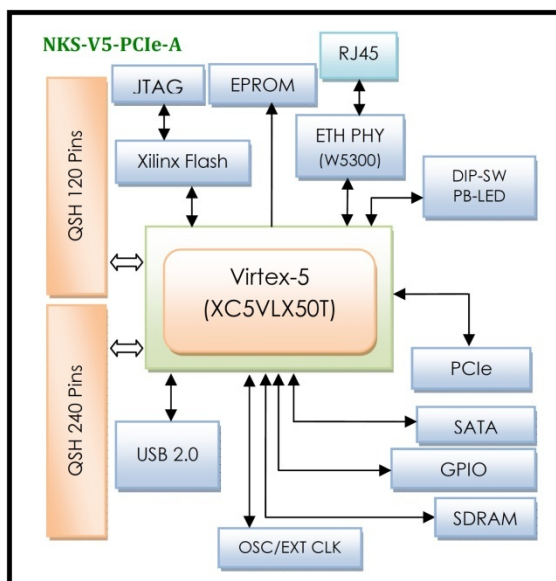 NKS-V5-PCIe-A
RJ45
JTAG
EPROM
ETH PHY
(W5300)
Xilinx Flash
DIP-SW
PB-LED
QSH 120 Pins
Virtex-5
(XC5VLX50T)
PCIe
QSH 240 Pins
USB 2.0
SATA
GPIO
SDRAM
OSC/EXT CLK